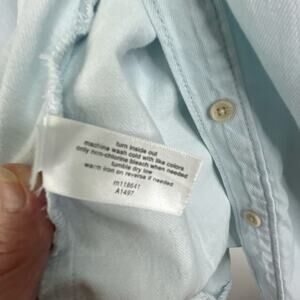 turn inside out
machine wash cold with like colors
only non-chlorine bleach when needed
tumble dry low
warm iron on reverse if needed
m118641
A1497